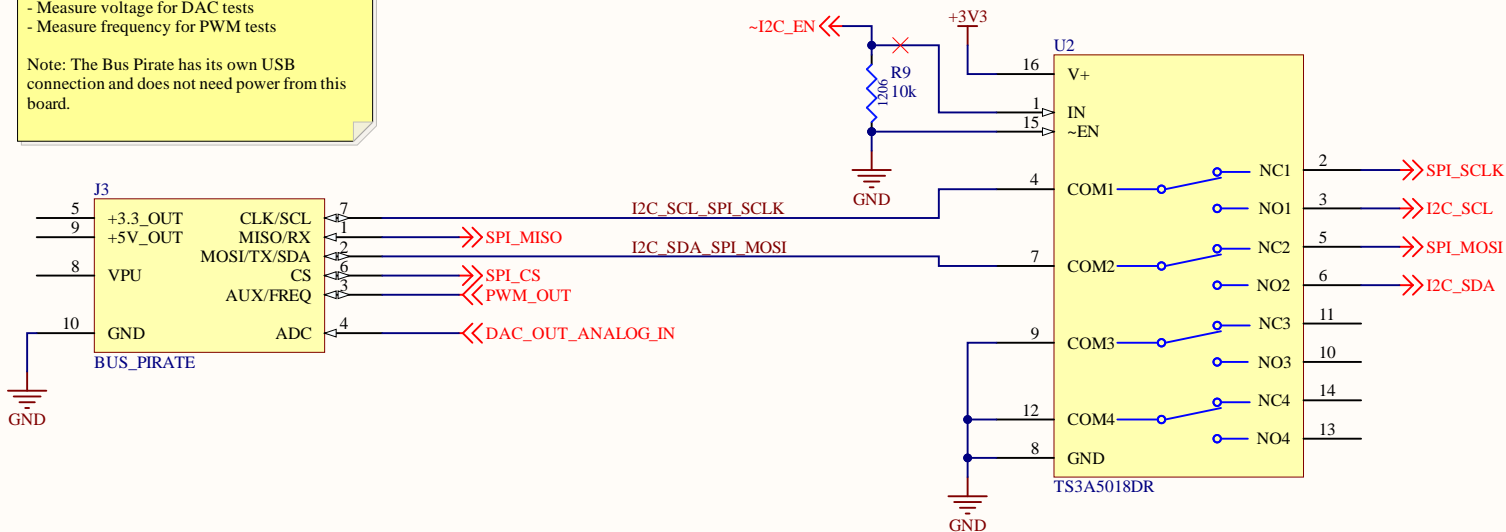 - Measure voltage for DAC tests
- Measure frequency for PWM tests
Note: The Bus Pirate has its own USB
connection and does not need power from this
board.
~I2C_EN
+3V3
R9
10k
1206
GND
U2
16 V+
1 IN
15 ~EN
4 COM1 NC1 2 SPI_SCLK
NO1 3 I2C_SCL
7 COM2 NC2 5 SPI_MOSI
NO2 6 I2C_SDA
9 COM3 NC3 11
NO3 10
12 COM4 NC4 14
NO4 13
8 GND
TS3A5018DR
GND
J3
5 +3.3_OUT CLK/SCL 7 I2C_SCL_SPI_SCLK
9 +5V_OUT MISO/RX 1 SPI_MISO
MOSI/TX/SDA 2 I2C_SDA_SPI_MOSI
8 VPU CS 6 SPI_CS
AUX/FREQ 3 PWM_OUT
10 GND ADC 4 DAC_OUT_ANALOG_IN
BUS_PIRATE
GND